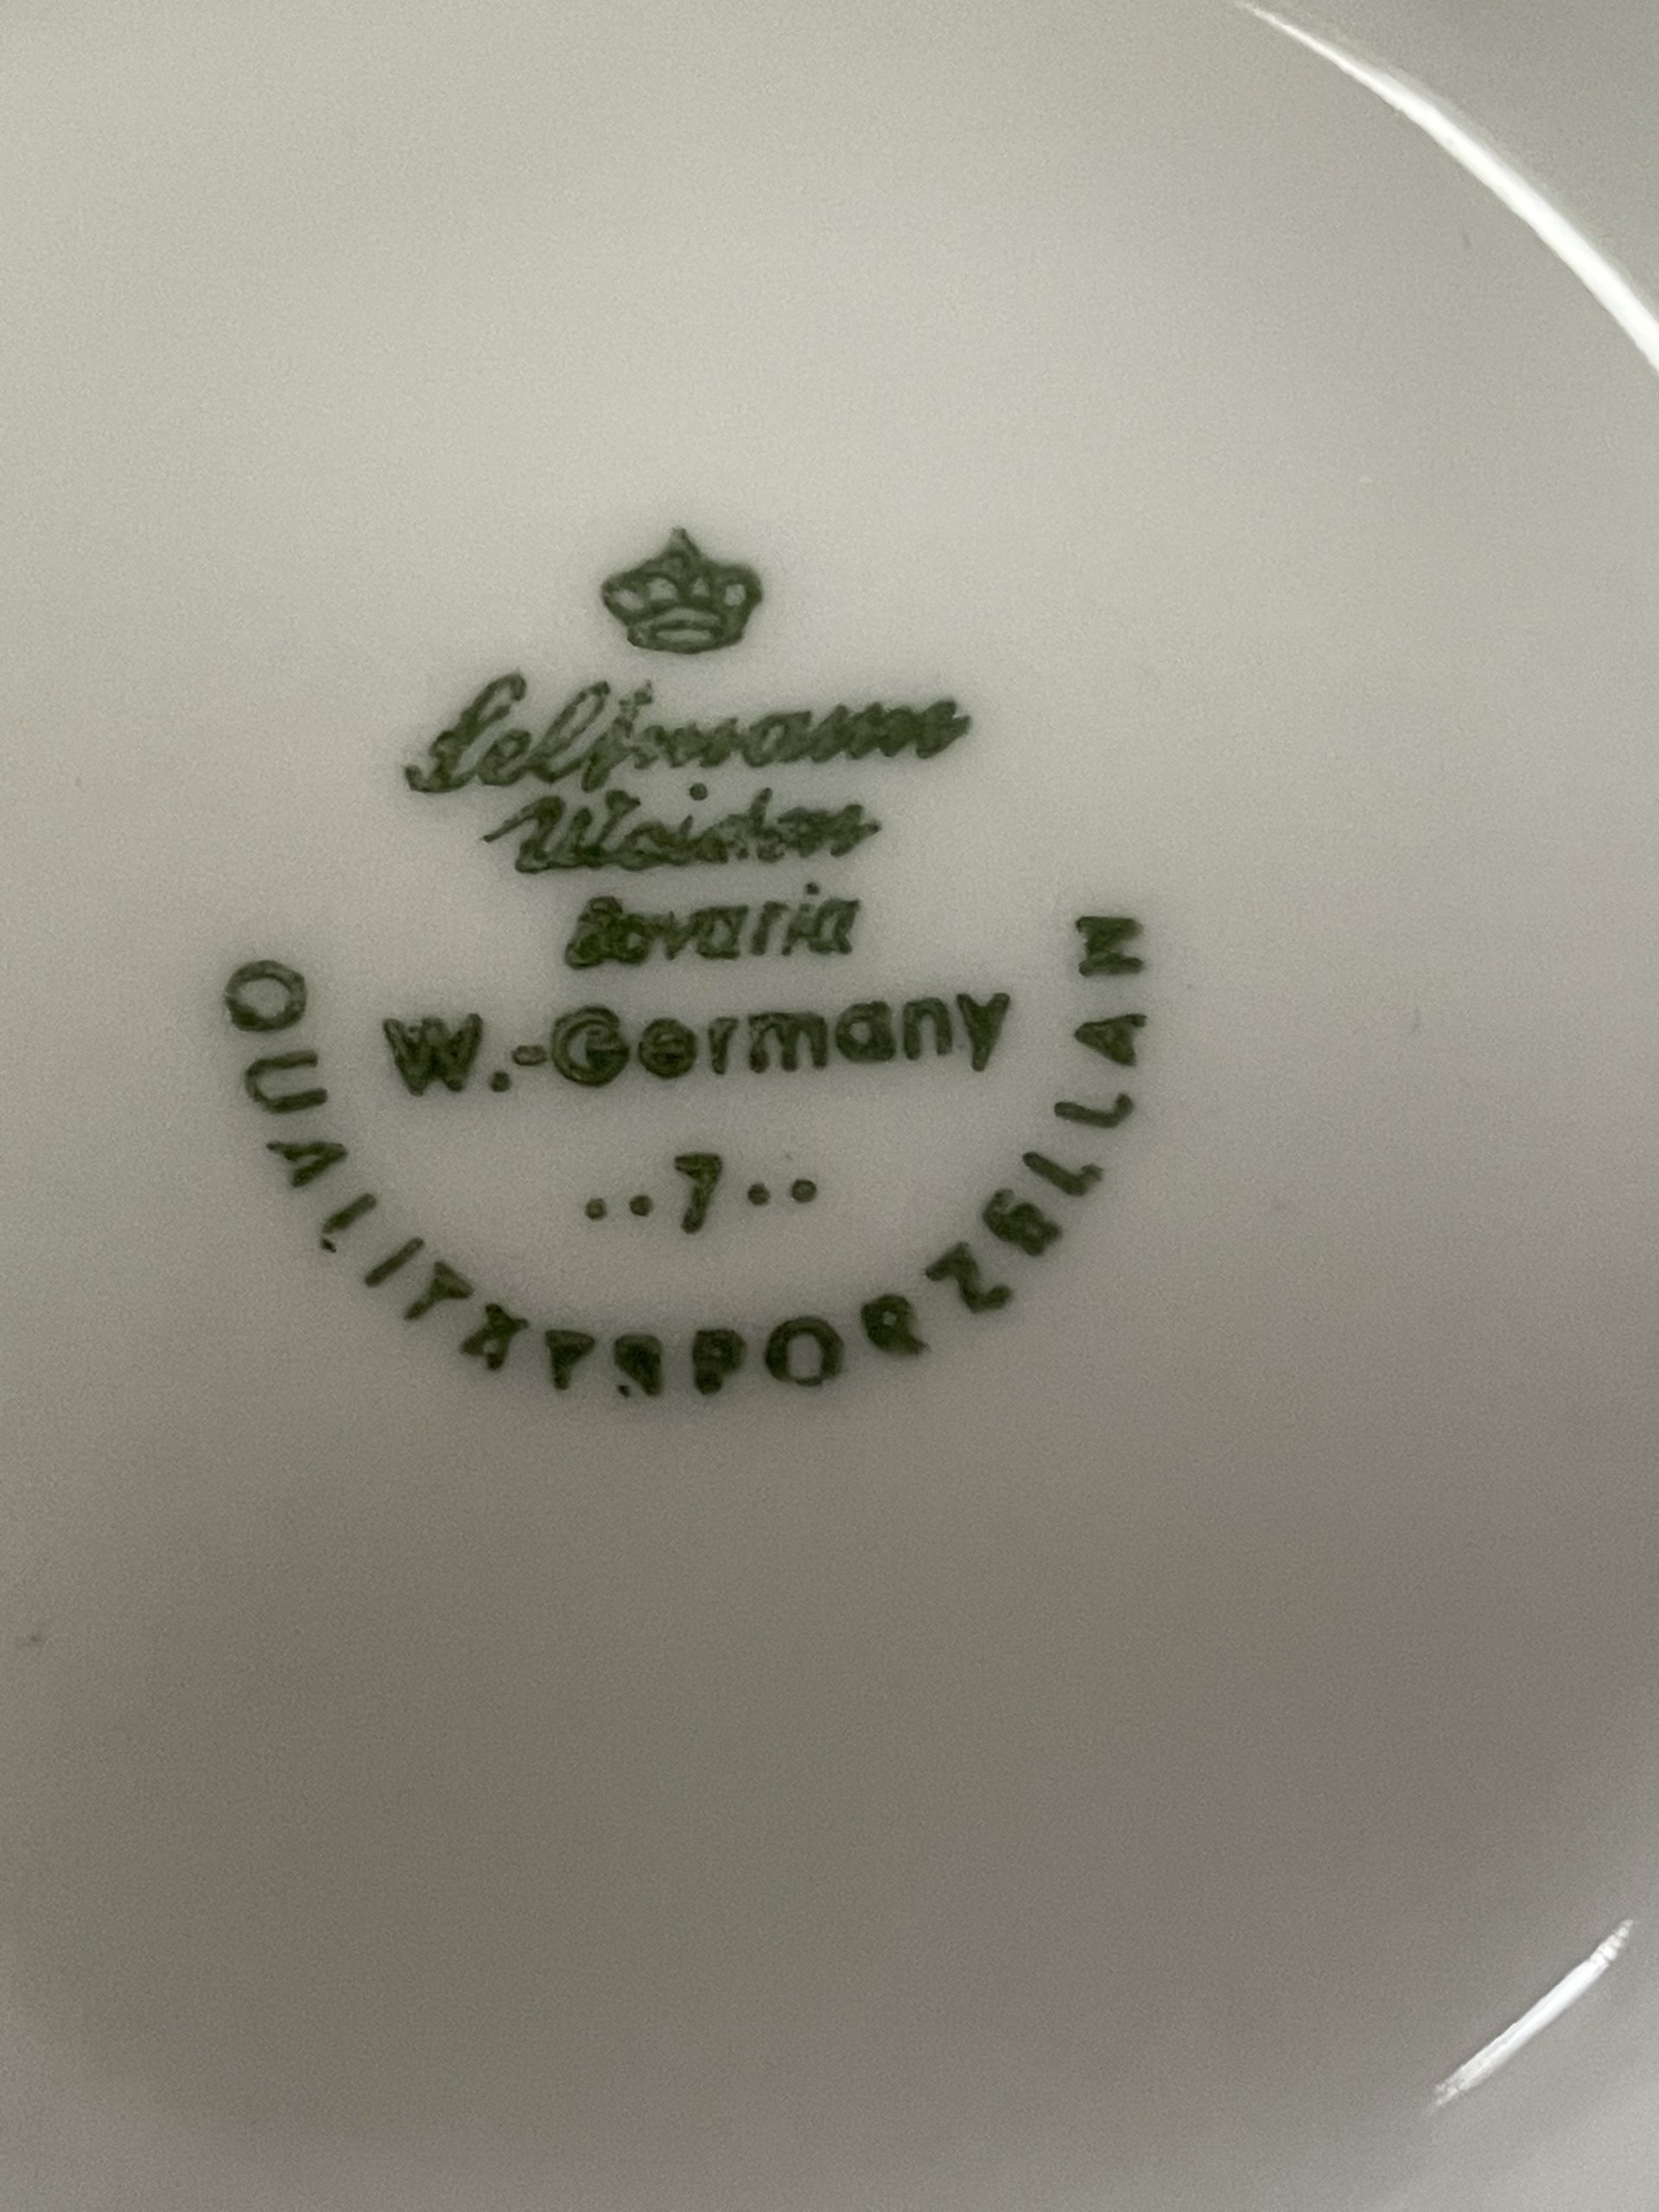 Seltmann
Weiden
Bavaria
W.-Germany
..7..
QUALITÄTSPORZELLAN